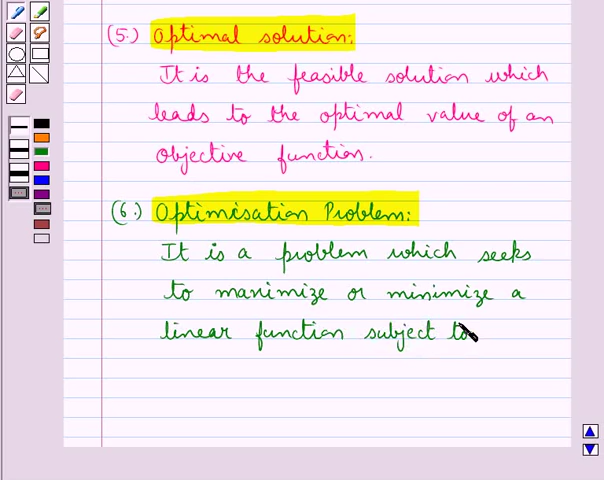 (5.) Optimal solution:
It is the feasible solution which
leads to the optimal value of an
objective function.
(6.) Optimisation Problem:
It is a problem which seeks
to maximize or minimize a
linear function subject to